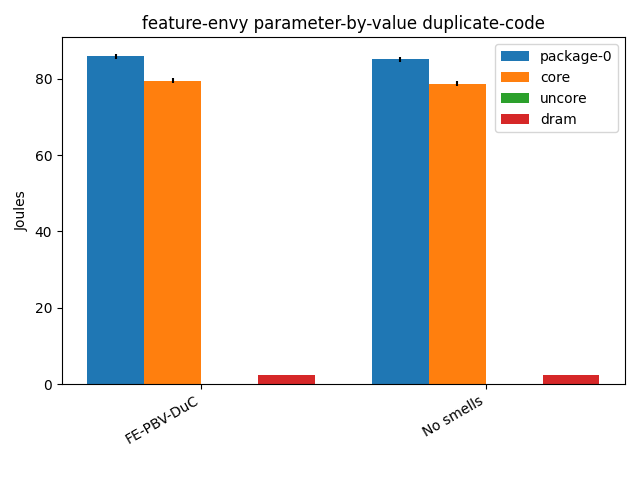 feature-envy parameter-by-value duplicate-code
package-0
core
uncore
dram
Joules
80
60
40
20
0
FE-PBV-DuC
No smells